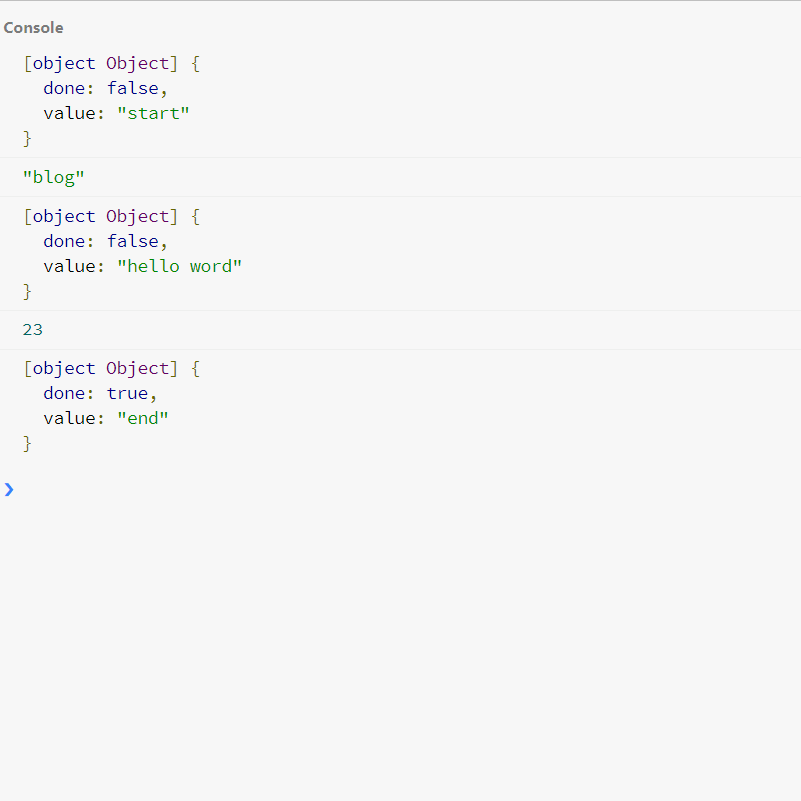 Console
[object Object] {
  done: false,
  value: "start"
}
"blog"
[object Object] {
  done: false,
  value: "hello word"
}
23
[object Object] {
  done: true,
  value: "end"
}
❯